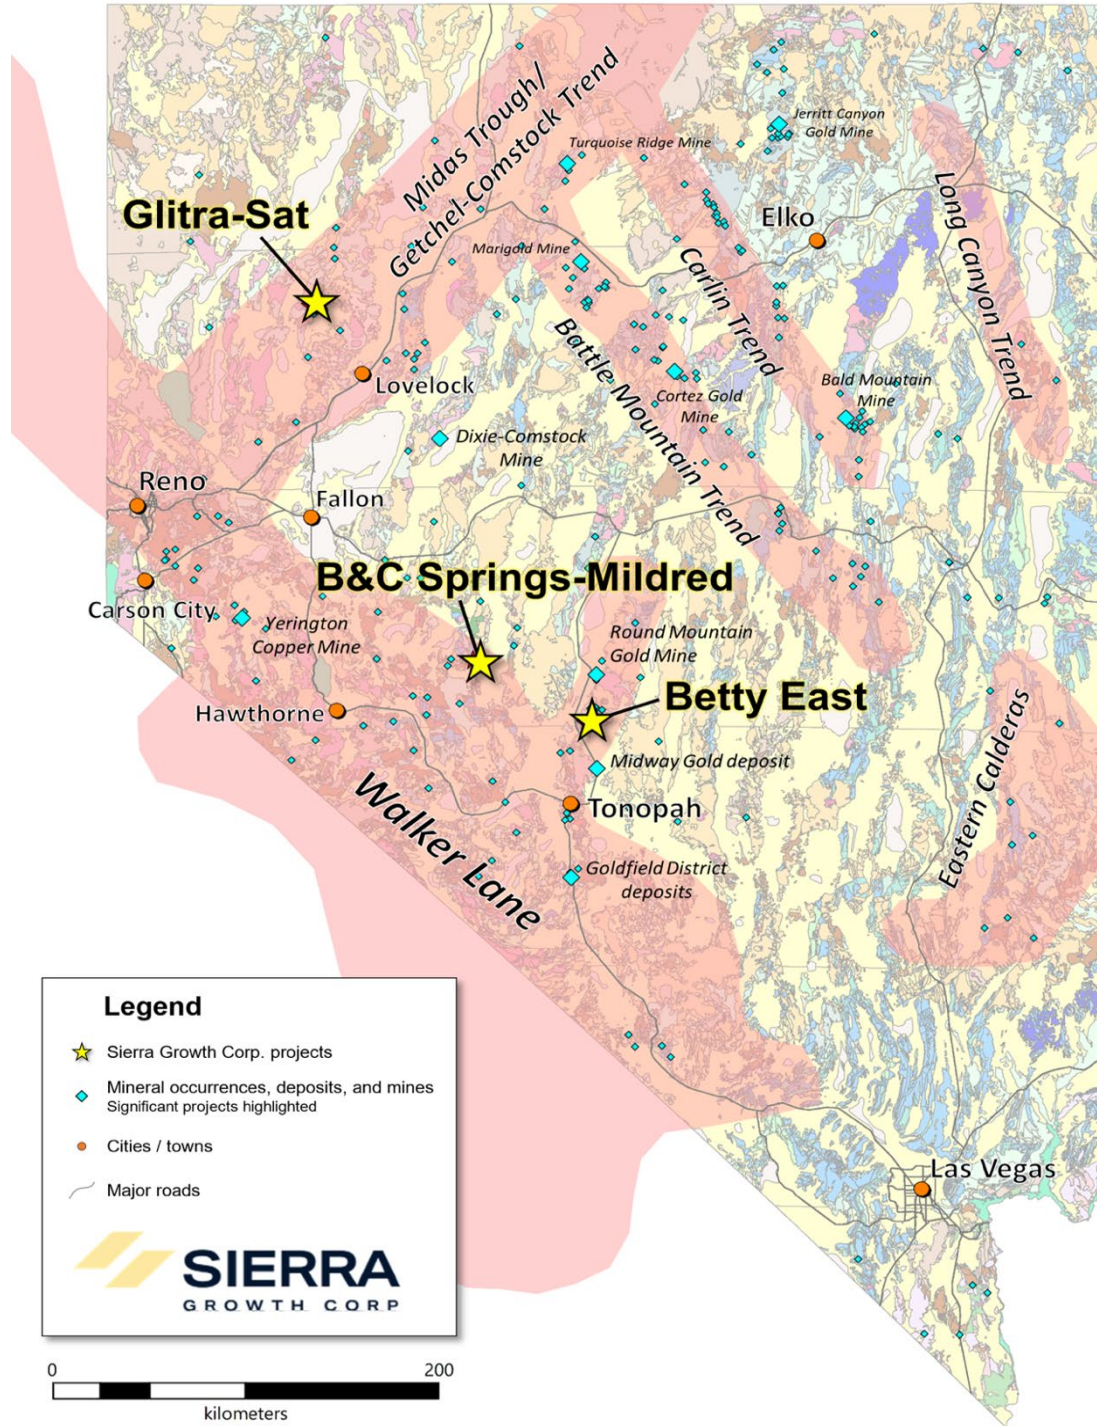 Midas Trough/
Getchel-Comstock Trend
Jerritt Canyon
Gold Mine
Turquoise Ridge Mine
Glitra-Sat
Elko
Long Canyon Trend
Marigold Mine
Carlin Trend
Battle Mountain Trend
Lovelock
Cortez Gold
Mine
Bald Mountain
Mine
Dixie-Comstock
Mine
Reno
Fallon
B&C Springs-Mildred
Carson City
Yerington
Copper Mine
Round Mountain
Gold Mine
Betty East
Hawthorne
Midway Gold deposit
Eastern Calderas
Walker Lane
Tonopah
Goldfield District
deposits
Las Vegas
Legend
Sierra Growth Corp. projects
Mineral occurrences, deposits, and mines
Significant projects highlighted
Cities / towns
Major roads
SIERRA
GROWTH CORP
0 200
kilometers